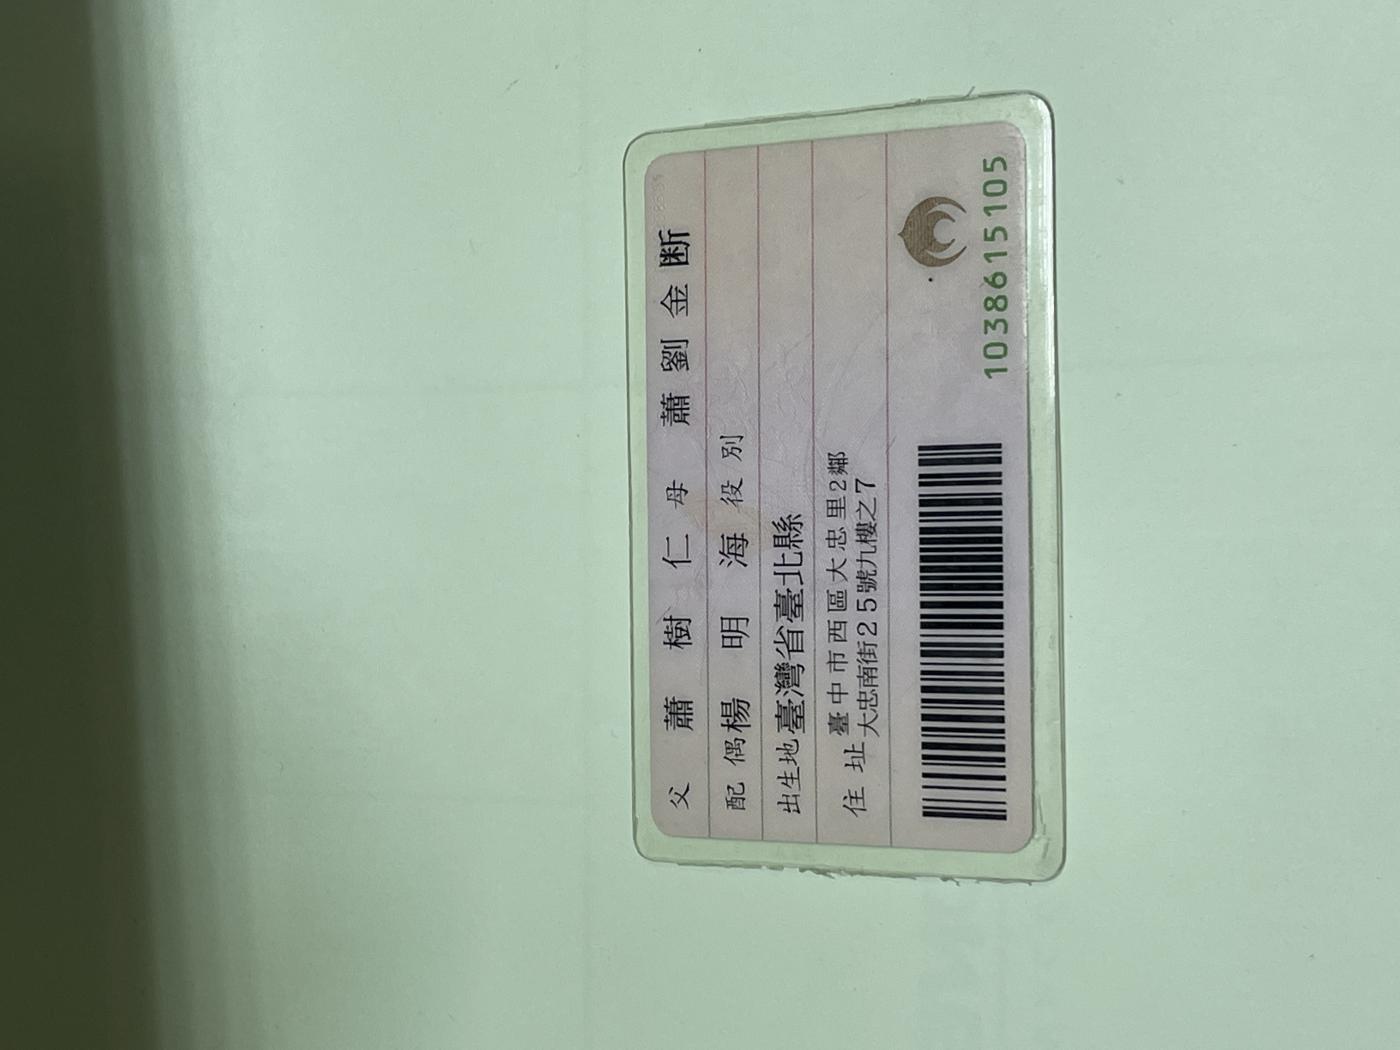 父 蕭樹仁 母 蕭劉金断
配偶 楊明海 役別
出生地 臺灣省臺北縣
住址 臺中市西區大忠里2鄰
大忠南街25號九樓之7
1038615105